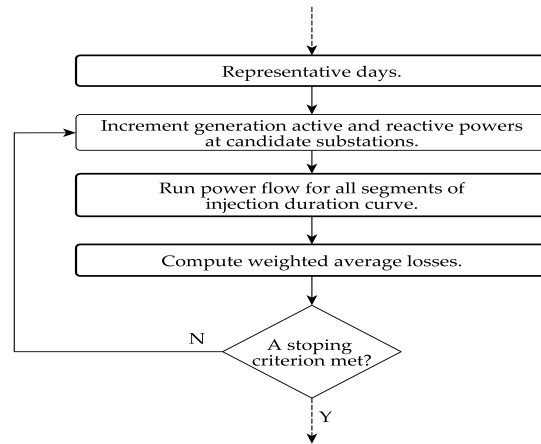 Representative days.
Increment generation active and reactive powers
at candidate substations.
Run power flow for all segments of
injection duration curve.
Compute weighted average losses.
N
A stoping
criterion met?
Y